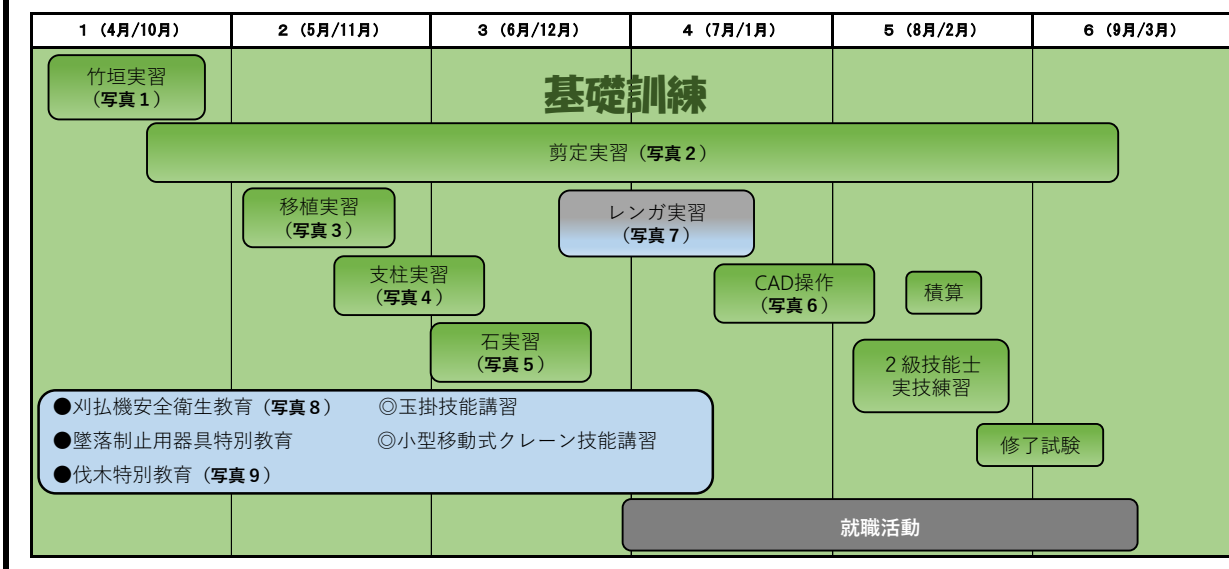 1 (4月/10月)
2 (5月/11月)
3 (6月/12月)
4 (7月/1月)
5 (8月/2月)
6 (9月/3月)
基礎訓練
竹垣実習
(写真1)
剪定実習(写真2)
移植実習
(写真3)
レンガ実習
(写真7)
支柱実習
(写真4)
CAD操作
(写真6)
積算
石実習
(写真5)
2級技能士
実技練習
●刈払機安全衛生教育(写真8) ◎玉掛技能講習
●墜落制止用器具特別教育 ◎小型移動式クレーン技能講習
●伐木特別教育(写真9)
修了試験
就職活動